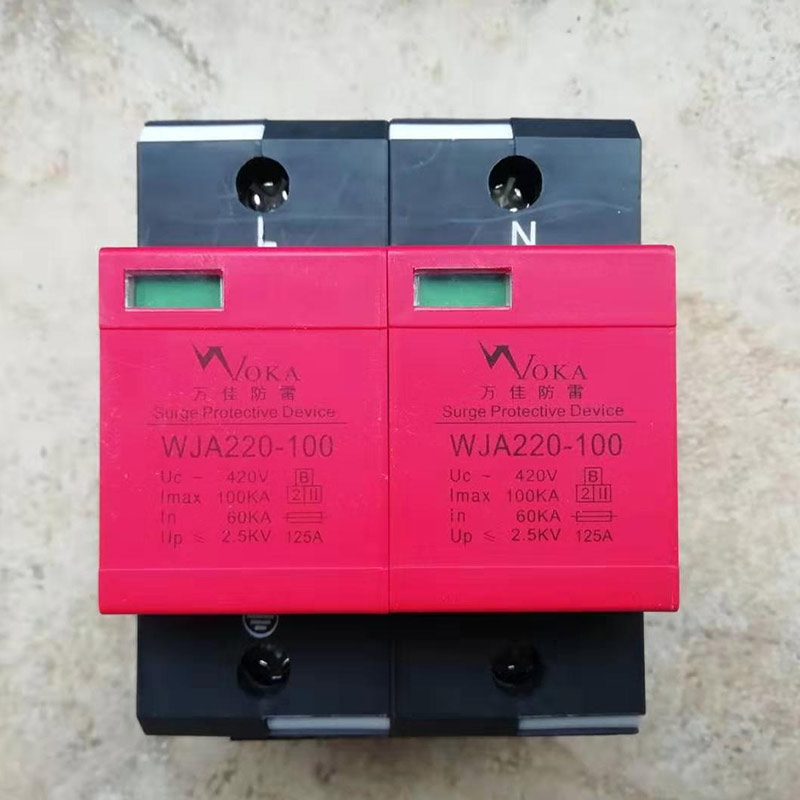 L
N
WOKA
万佳防雷
Surge Protective Device
WJA220-100
Uc ~ 420V B
Imax 100KA 2 II
In 60KA
Up ≤ 2.5KV 125A
WOKA
万佳防雷
Surge Protective Device
WJA220-100
Uc ~ 420V B
Imax 100KA 2 II
In 60KA
Up ≤ 2.5KV 125A